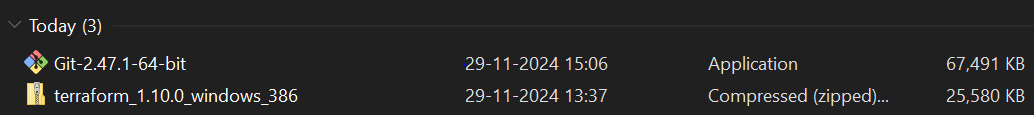 Today (3)
Git-2.47.1-64-bit 29-11-2024 15:06 Application 67,491 KB
terraform_1.10.0_windows_386 29-11-2024 13:37 Compressed (zipped)... 25,580 KB